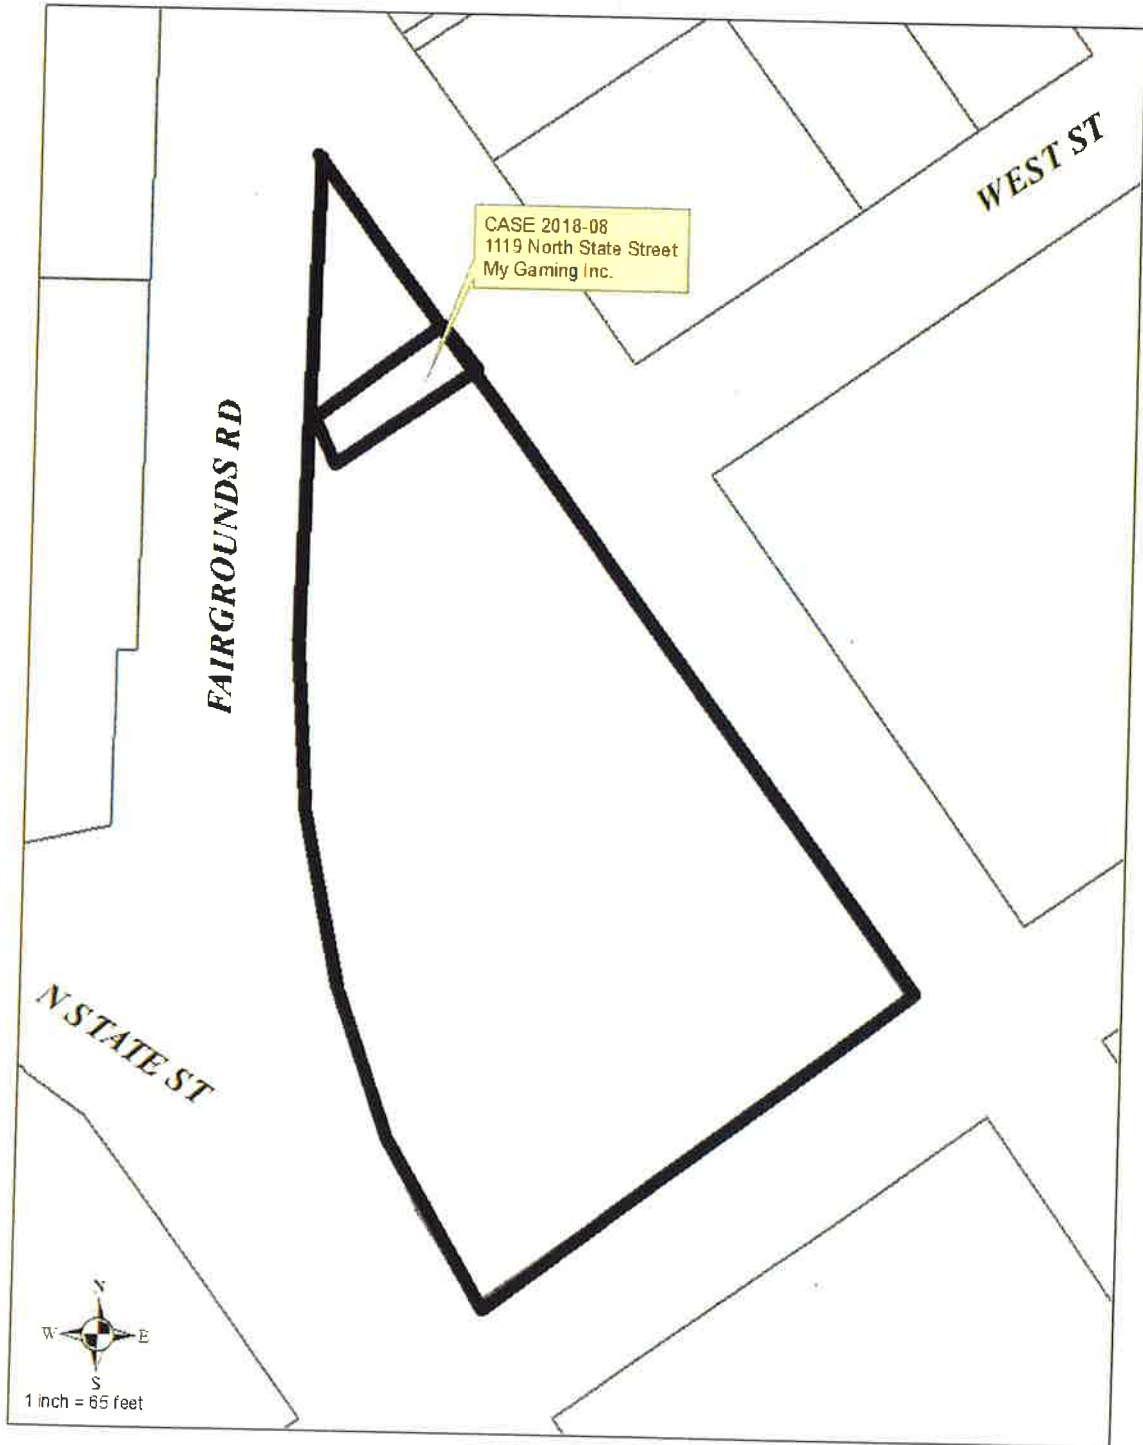 WEST ST
CASE 2018-08
1119 North State Street
My Gaming Inc.
FAIRGROUNDS RD
N STATE ST
N
W E
S
1 inch = 65 feet